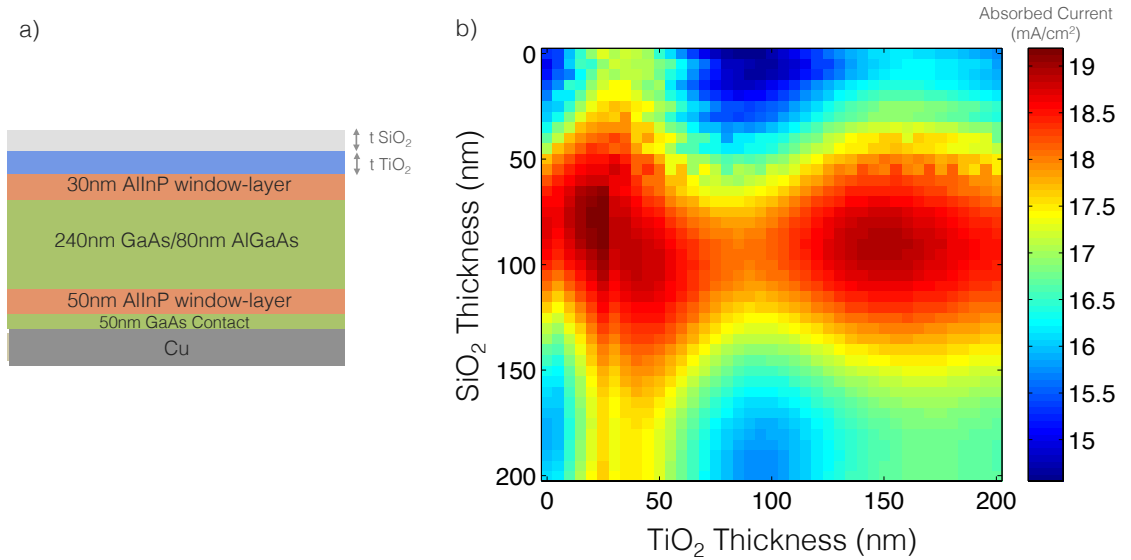 a)
t SiO₂
t TiO₂
30nm AlInP window-layer
240nm GaAs/80nm AlGaAs
50nm AlInP window-layer
50nm GaAs Contact
Cu
b)
Absorbed Current
(mA/cm²)
0
50
100
150
200
SiO₂ Thickness (nm)
0
50
100
150
200
TiO₂ Thickness (nm)
19
18.5
18
17.5
17
16.5
16
15.5
15